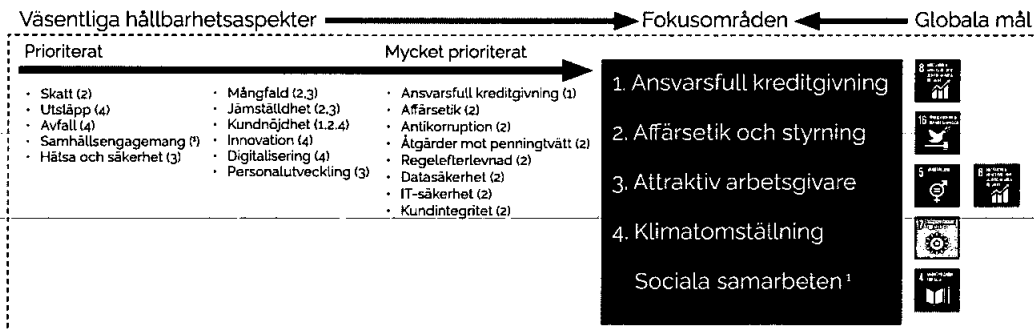 Väsentliga hållbarhetsaspekter
Fokusområden
Globala mål
Prioriterat
Mycket prioriterat
· Skatt (2)
· Utsläpp (4)
· Avfall (4)
· Samhällsengagemang (¹)
· Hälsa och säkerhet (3)
· Mångfald (2,3)
· Jämställdhet (2,3)
· Kundnöjdhet (1,2,4)
· Innovation (4)
· Digitalisering (4)
· Personalutveckling (3)
· Ansvarsfull kreditgivning (1)
· Affärsetik (2)
· Antikorruption (2)
· Åtgärder mot penningtvätt (2)
· Regelefterlevnad (2)
· Datasäkerhet (2)
· IT-säkerhet (2)
· Kundintegritet (2)
1. Ansvarsfull kreditgivning
2. Affärsetik och styrning
3. Attraktiv arbetsgivare
4. Klimatomställning
Sociala samarbeten ¹
8
16
5
8
17
4